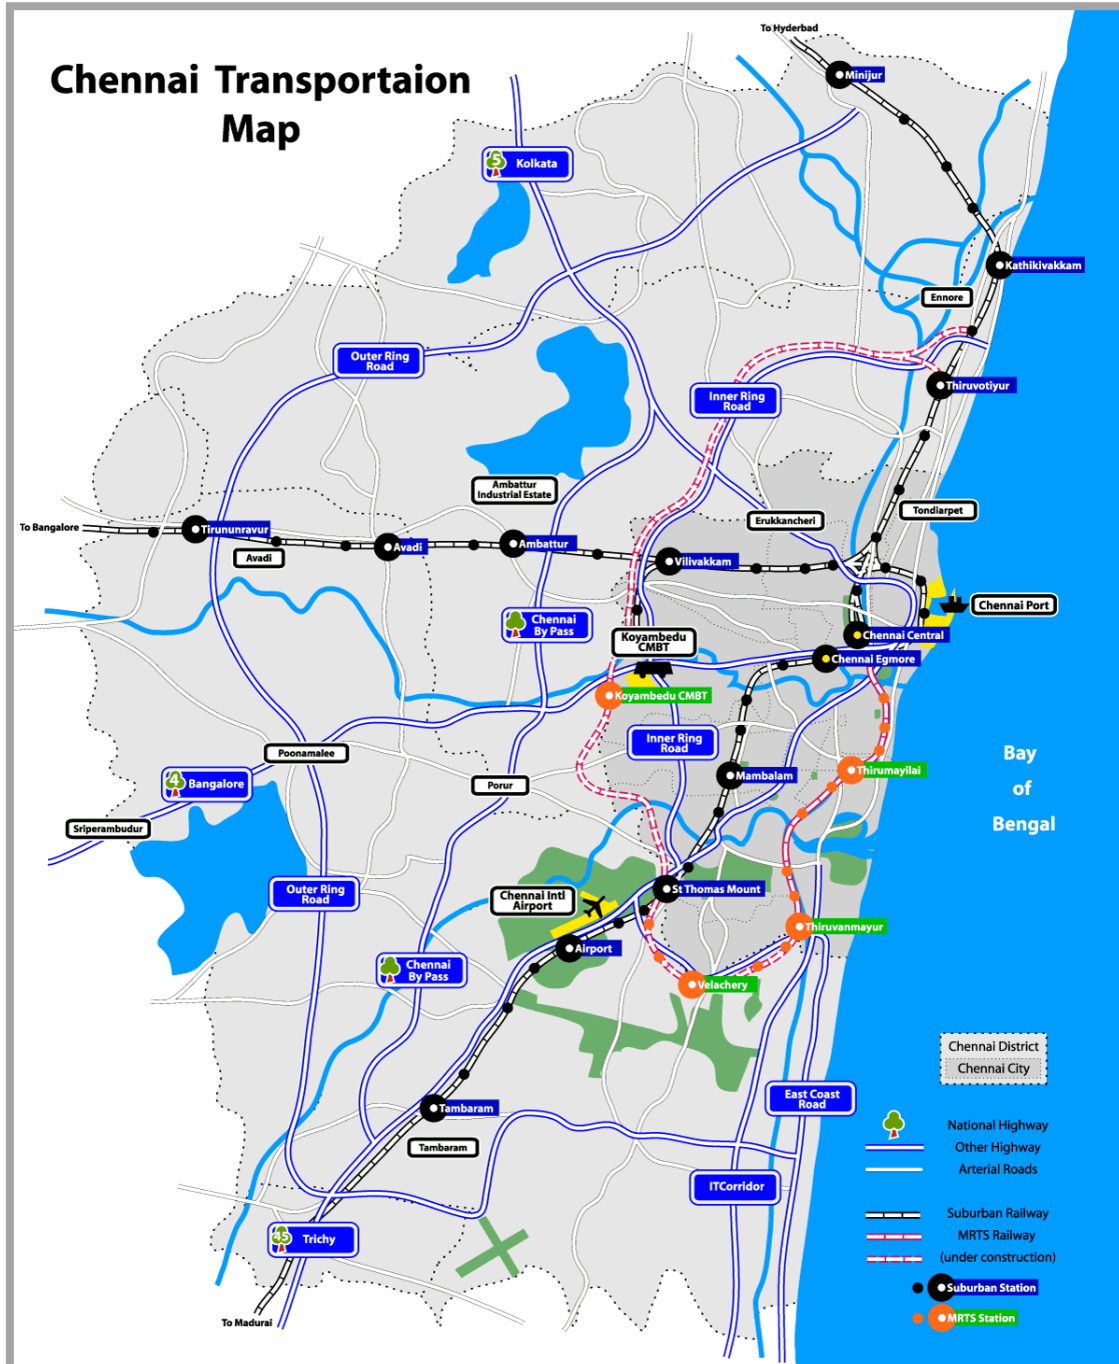 Chennai Transportaion
Map
To Hyderbad
Minijur
5
Kolkata
Kathikivakkam
Ennore
Outer Ring
Road
Thiruvotiyur
Inner Ring
Road
Ambattur
Industrial Estate
Tondiarpet
Erukkancheri
To Bangalore
Tirununravur
Avadi
Avadi
Ambattur
Vilivakkam
Chennai Port
Chennai
By Pass
Koyambedu
CMBT
Chennai Central
Chennai Egmore
Koyambedu CMBT
Inner Ring
Road
Poonamalee
Bay
of
Bengal
Thirumayilai
Mambalam
4
Bangalore
Porur
Sriperambudur
Outer Ring
Road
Chennai Intl
Airport
St Thomas Mount
Thiruvanmayur
Airport
Chennai
By Pass
Velachery
Chennai District
Chennai City
East Coast
Road
Tambaram
Tambaram
National Highway
Other Highway
Arterial Roads
ITCorridor
Suburban Railway
MRTS Railway
(under construction)
45
Trichy
Suburban Station
MRTS Station
To Madurai